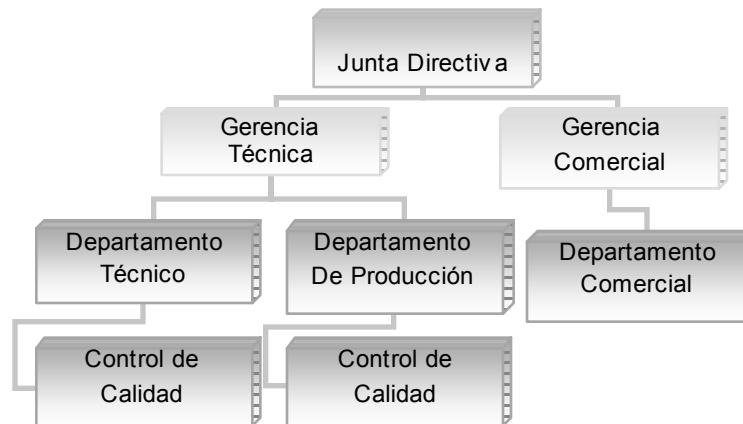 Junta Directiva
Gerencia
Técnica
Gerencia
Comercial
Departamento
Técnico
Departamento
De Producción
Departamento
Comercial
Control de
Calidad
Control de
Calidad